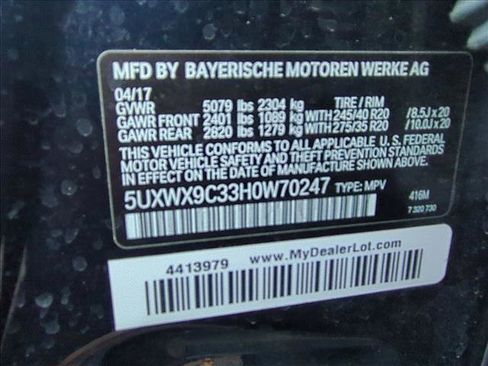 MFD BY BAYERISCHE MOTOREN WERKE AG
04/17
GVWR 5079 lbs 2304 kg TIRE / RIM
GAWR FRONT 2401 lbs 1089 kg 245/40 R20 /8.5J x 20
GAWR REAR 2820 lbs 1279 kg 275/35 R20 /10.0J x 20
THIS VEHICLE CONFORMS TO ALL APPLICABLE U. S. FEDERAL
MOTOR VEHICLE SAFETY AND THEFT PREVENTION STANDARDS
IN EFFECT ON THE DATE OF MANUFACTURE SHOWN ABOVE.
5UXWX9C33H0W70247 TYPE: MPV 416M
7 320 730
4413979 www.MyDealerLot.com